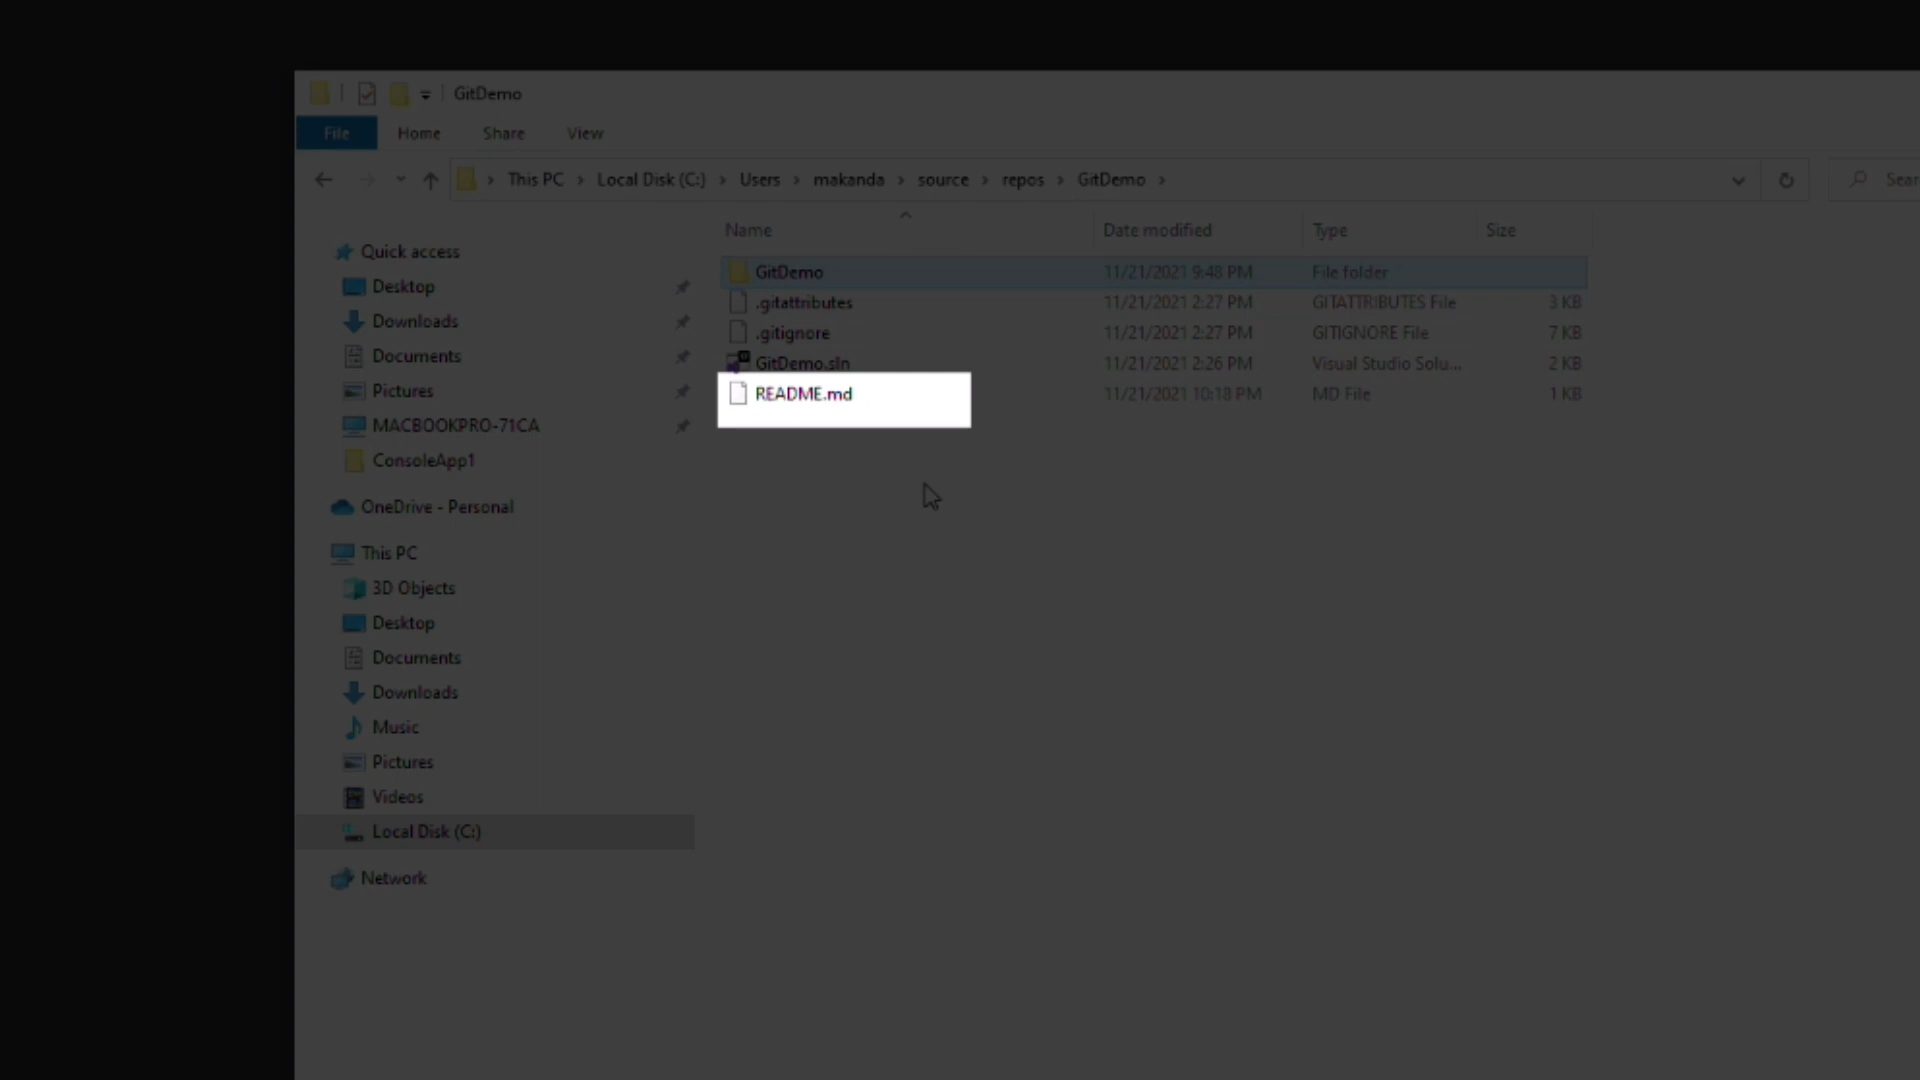 GitDemo
File Home Share View
This PC Local Disk (C:) Users makanda source repos GitDemo Sear
Name Date modified Type Size
GitDemo 11/21/2021 9:48 PM File folder
.gitattributes 11/21/2021 2:27 PM GITATTRIBUTES File 3 KB
.gitignore 11/21/2021 2:27 PM GITIGNORE File 7 KB
GitDemo.sln 11/21/2021 2:26 PM Visual Studio Solu... 2 KB
README.md 11/21/2021 10:18 PM MD File 1 KB
Quick access
Desktop
Downloads
Documents
Pictures
MACBOOKPRO-71CA
ConsoleApp1
OneDrive - Personal
This PC
3D Objects
Desktop
Documents
Downloads
Music
Pictures
Videos
Local Disk (C:)
Network